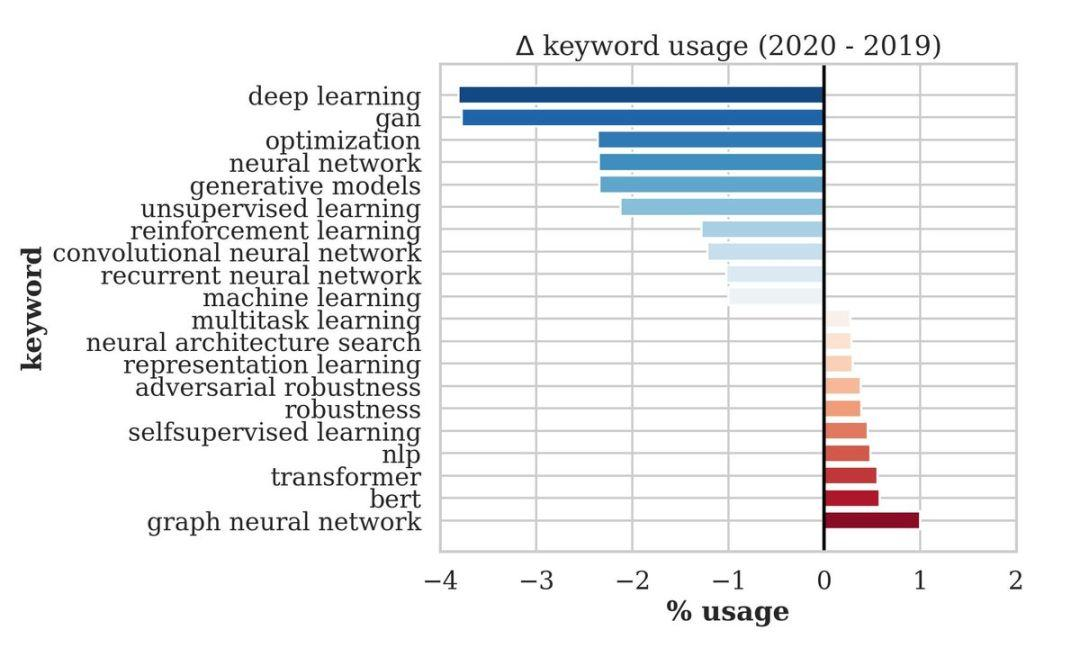 Δ keyword usage (2020 - 2019)
deep learning
gan
optimization
neural network
generative models
unsupervised learning
reinforcement learning
convolutional neural network
recurrent neural network
machine learning
multitask learning
neural architecture search
representation learning
adversarial robustness
robustness
selfsupervised learning
nlp
transformer
bert
graph neural network
keyword
−4 −3 −2 −1 0 1 2
% usage